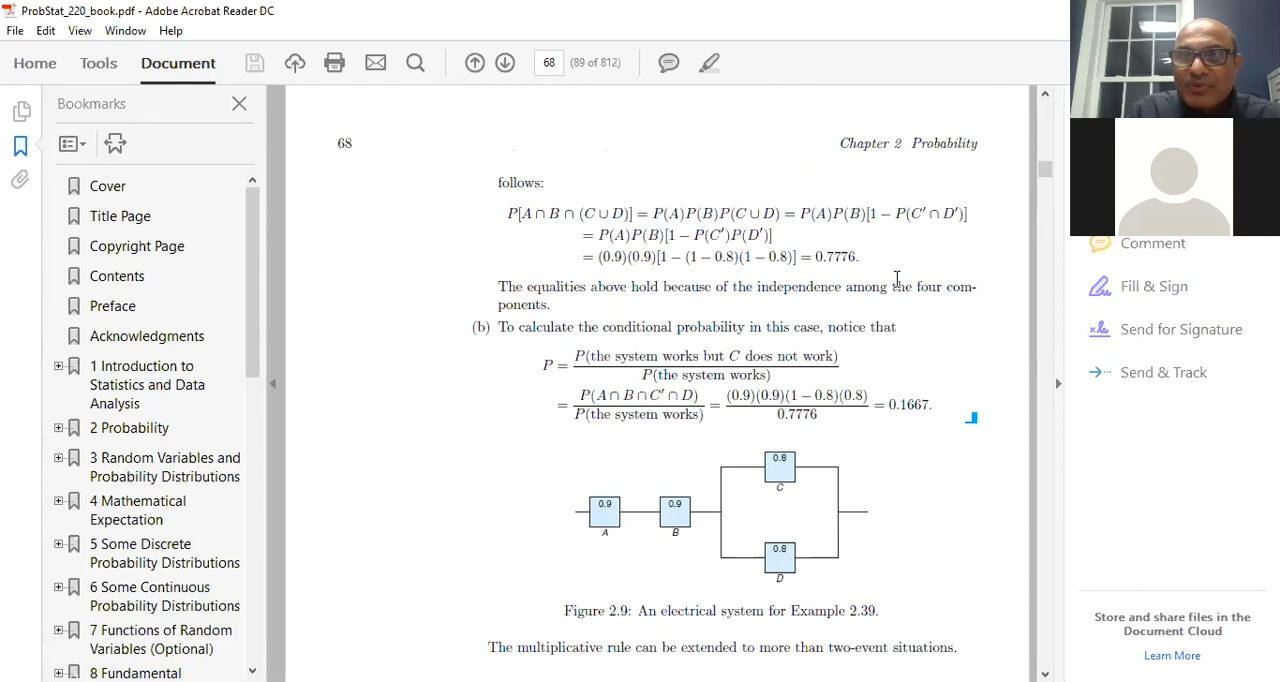 ProbStat_220_book.pdf - Adobe Acrobat Reader DC
File Edit View Window Help
Home Tools Document 68 (89 of 812)
Bookmarks
Cover
Title Page
Copyright Page
Contents
Preface
Acknowledgments
1 Introduction to
Statistics and Data
Analysis
2 Probability
3 Random Variables and
Probability Distributions
4 Mathematical
Expectation
5 Some Discrete
Probability Distributions
6 Some Continuous
Probability Distributions
7 Functions of Random
Variables (Optional)
8 Fundamental
68 Chapter 2 Probability
follows:
P[A ∩ B ∩ (C ∪ D)] = P(A)P(B)P(C ∪ D) = P(A)P(B)[1 − P(C′ ∩ D′)]
= P(A)P(B)[1 − P(C′)P(D′)]
= (0.9)(0.9)[1 − (1 − 0.8)(1 − 0.8)] = 0.7776.
The equalities above hold because of the independence among the four com-
ponents.
(b) To calculate the conditional probability in this case, notice that
P = P(the system works but C does not work)
P(the system works)
= P(A ∩ B ∩ C′ ∩ D) = (0.9)(0.9)(1 − 0.8)(0.8) = 0.1667.
P(the system works) 0.7776
0.8
C
0.9 0.9
A B
0.8
D
Figure 2.9: An electrical system for Example 2.39.
The multiplicative rule can be extended to more than two-event situations.
Comment
Fill & Sign
Send for Signature
Send & Track
Store and share files in the
Document Cloud
Learn More